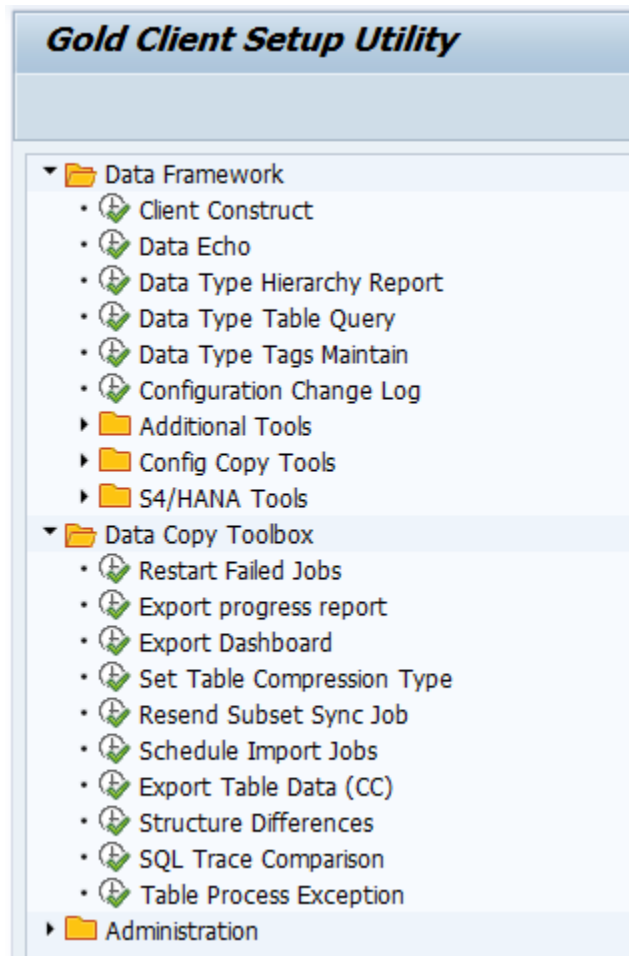 Gold Client Setup Utility
Data Framework
Client Construct
Data Echo
Data Type Hierarchy Report
Data Type Table Query
Data Type Tags Maintain
Configuration Change Log
Additional Tools
Config Copy Tools
S4/HANA Tools
Data Copy Toolbox
Restart Failed Jobs
Export progress report
Export Dashboard
Set Table Compression Type
Resend Subset Sync Job
Schedule Import Jobs
Export Table Data (CC)
Structure Differences
SQL Trace Comparison
Table Process Exception
Administration